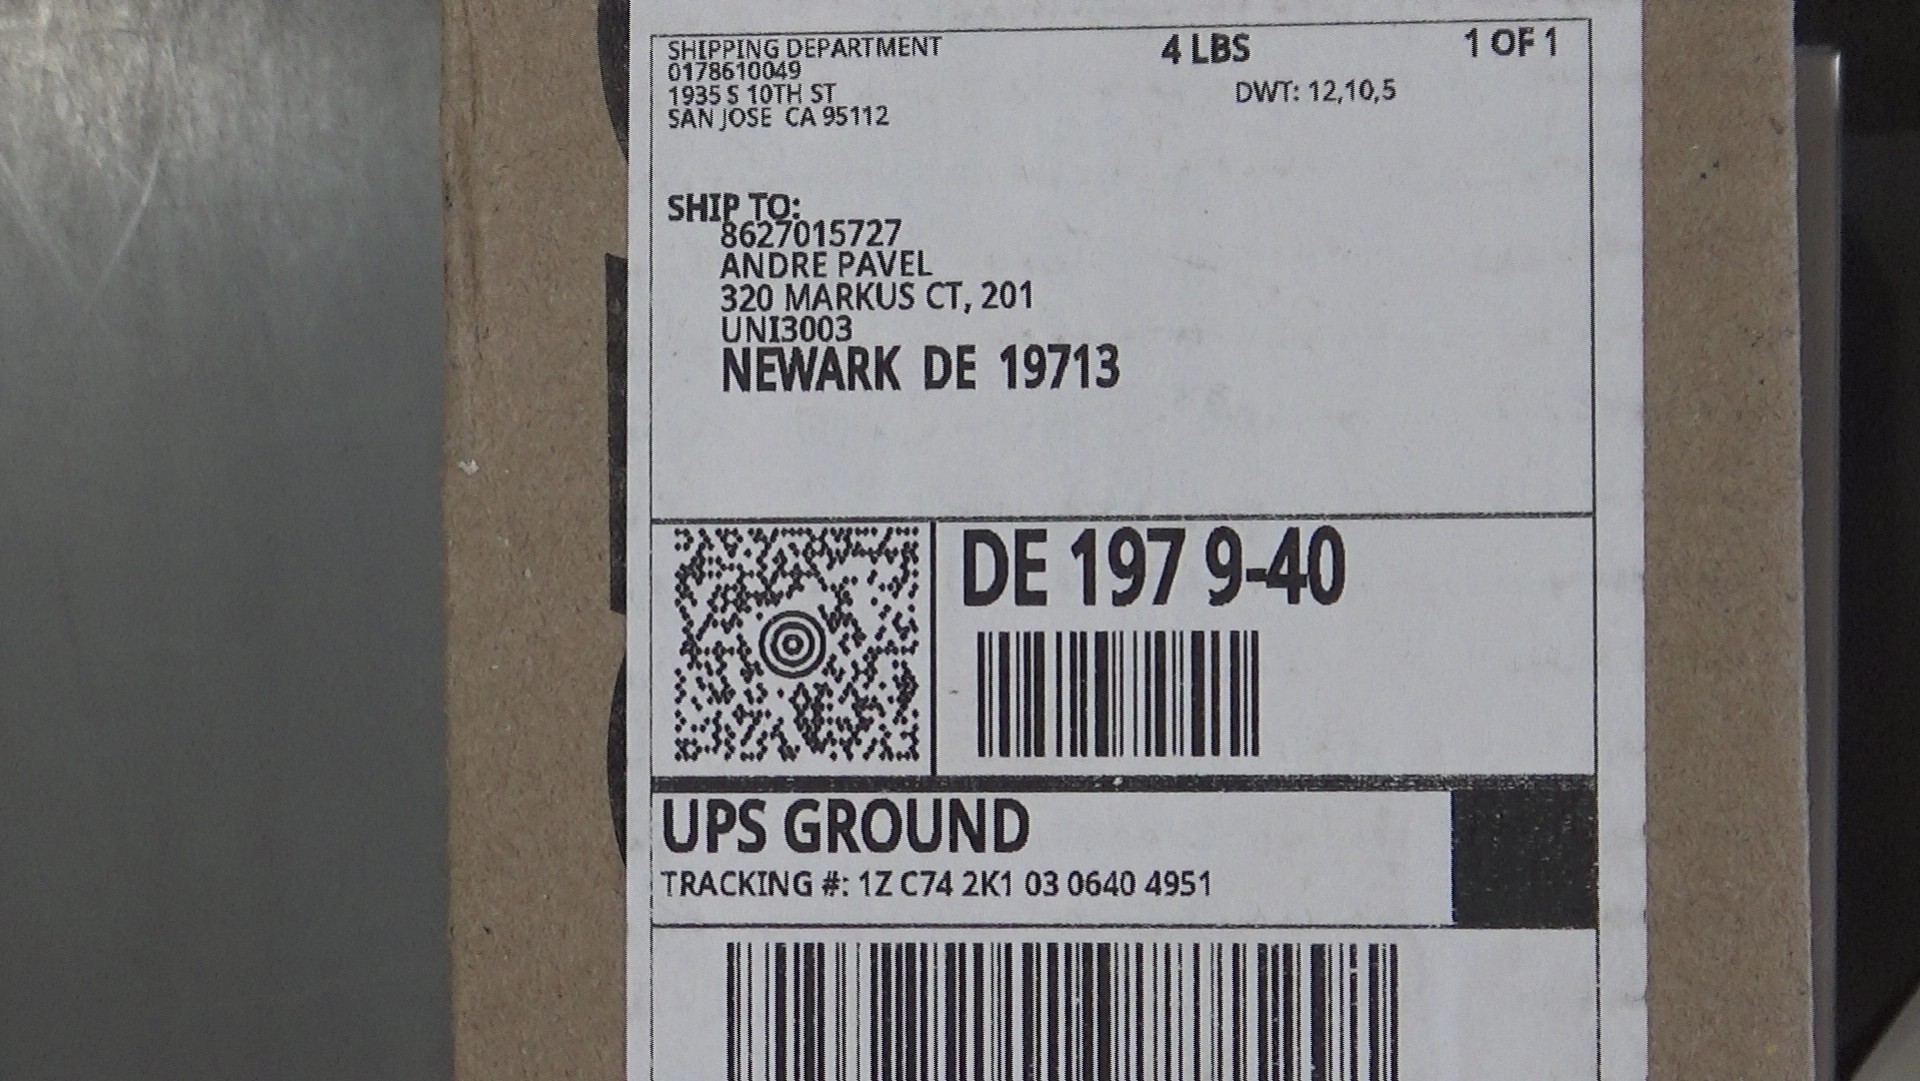 SHIPPING DEPARTMENT
0178610049
1935 S 10TH ST
SAN JOSE CA 95112
4 LBS
1 OF 1
DWT: 12,10,5
SHIP TO:
8627015727
ANDRE PAVEL
320 MARKUS CT, 201
UNI3003
NEWARK DE 19713
DE 197 9-40
UPS GROUND
TRACKING #: 1Z C74 2K1 03 0640 4951